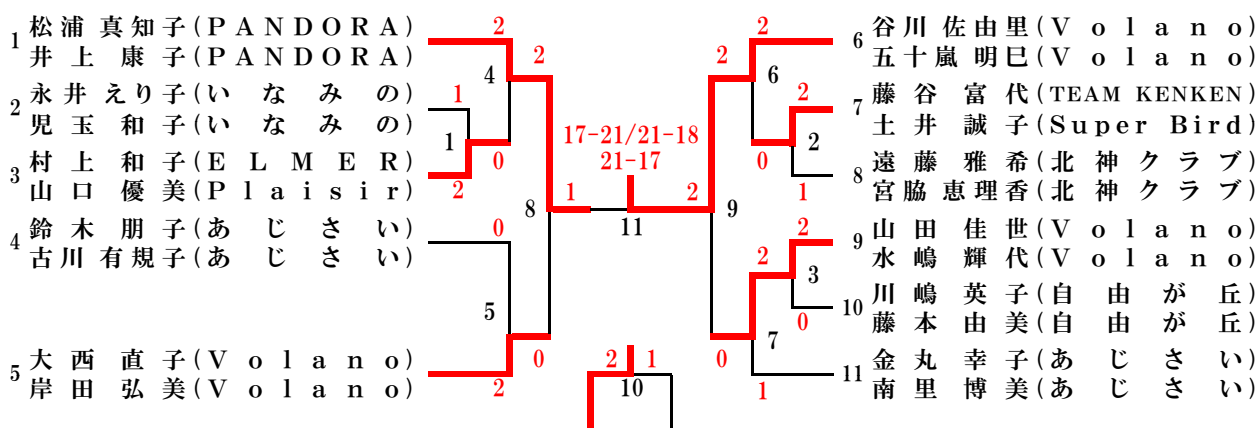 1 松浦 真知子(PANDORA)
井上 康子(PANDORA)
2 永井 えり子(いなみの)
児玉 和子(いなみの)
3 村上 和子(ELMER)
山口 優美(Plaisir)
4 鈴木 朋子(あじさい)
古川 有規子(あじさい)
5 大西 直子(Volano)
岸田 弘美(Volano)
2
4
2
1
1
0
2
8
1
0
5
0
2
17-21/21-18
21-17
11
2 1
10
2
6
2
2
2
0
1
2
9
2
2
3
0
0
7
1
6 谷川 佐由里(Volano)
五十嵐 明巳(Volano)
7 藤谷 富代(TEAM KENKEN)
土井 誠子(Super Bird)
8 遠藤 雅希(北神クラブ)
宮脇 恵理香(北神クラブ)
9 山田 佳世(Volano)
水嶋 輝代(Volano)
10 川嶋 英子(自由が丘)
藤本 由美(自由が丘)
11 金丸 幸子(あじさい)
南里 博美(あじさい)